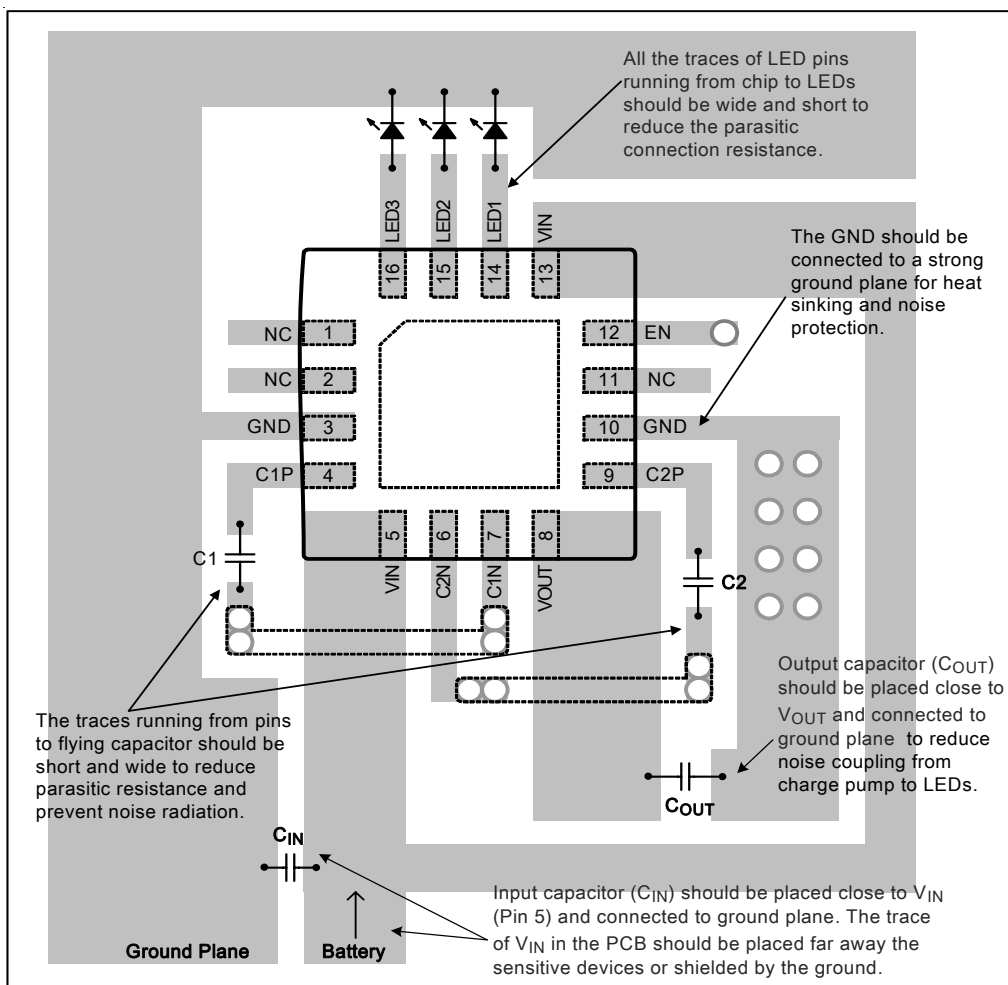 All the traces of LED pins
running from chip to LEDs
should be wide and short to
reduce the parasitic
connection resistance.
LED3
LED2
LED1
VIN
16
15
14
13
The GND should be
connected to a strong
ground plane for heat
sinking and noise
protection.
NC
1
12
EN
NC
2
11
NC
GND
3
10
GND
C1P
4
9
C2P
5
6
7
8
VIN
C2N
C1N
VOUT
C1
C2
The traces running from pins
to flying capacitor should be
short and wide to reduce
parasitic resistance and
prevent noise radiation.
Output capacitor (COUT)
should be placed close to
VOUT and connected to
ground plane to reduce
noise coupling from
charge pump to LEDs.
COUT
CIN
Input capacitor (CIN) should be placed close to VIN
(Pin 5) and connected to ground plane. The trace
of VIN in the PCB should be placed far away the
sensitive devices or shielded by the ground.
Ground Plane
Battery